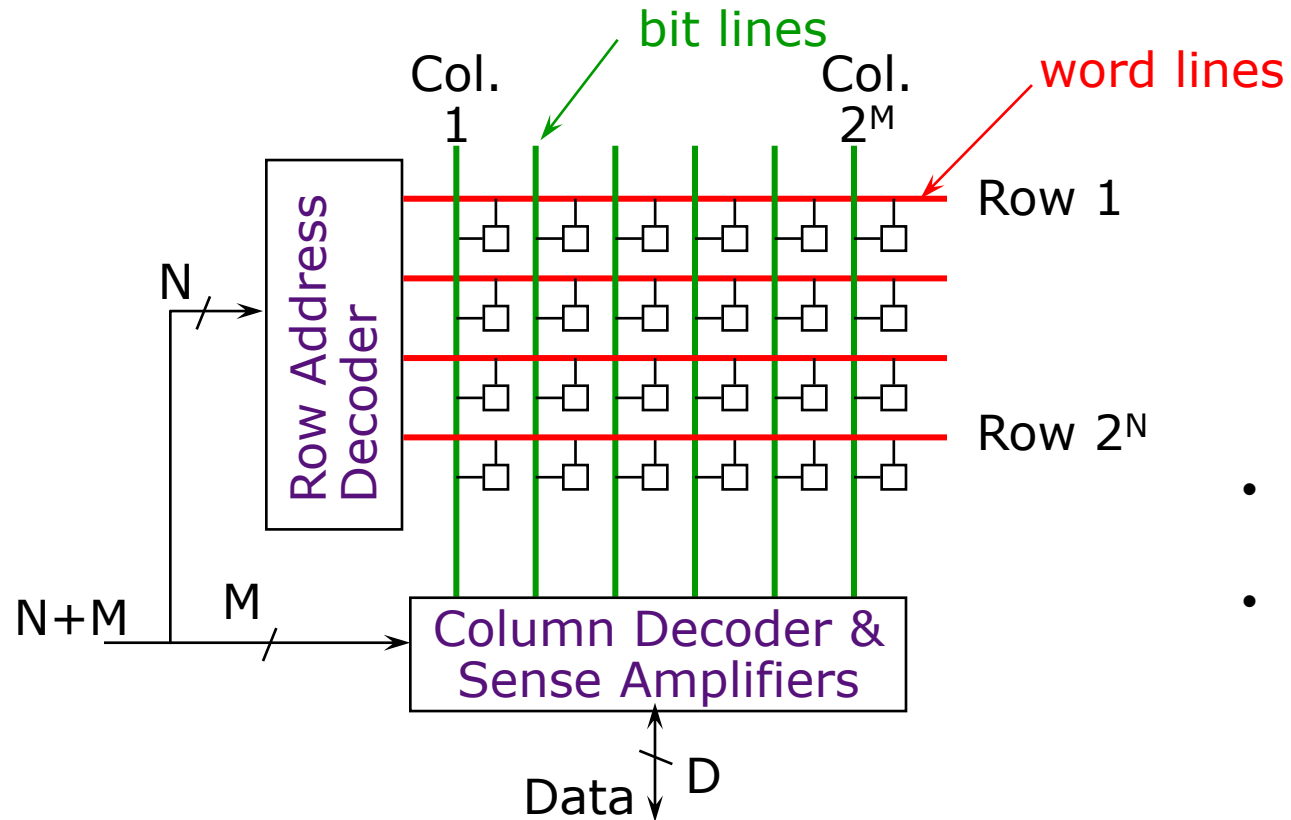 bit lines
Col.
1
Col.
2ᴹ
word lines
Row 1
N
Row Address
Decoder
Row 2ᴺ
•
•
N+M
M
Column Decoder &
Sense Amplifiers
D
Data